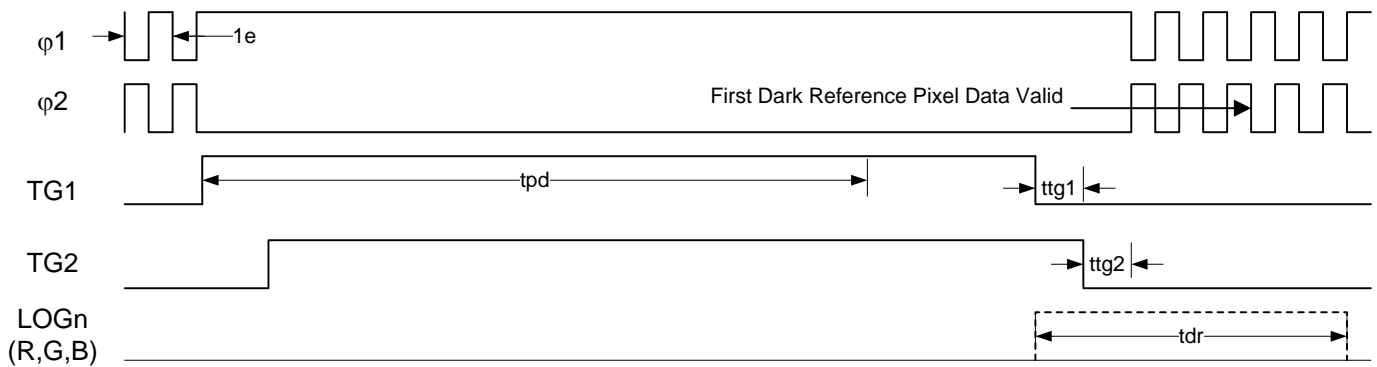 φ1
1e
φ2
First Dark Reference Pixel Data Valid
TG1
tpd
ttg1
TG2
ttg2
LOGn
(R,G,B)
tdr